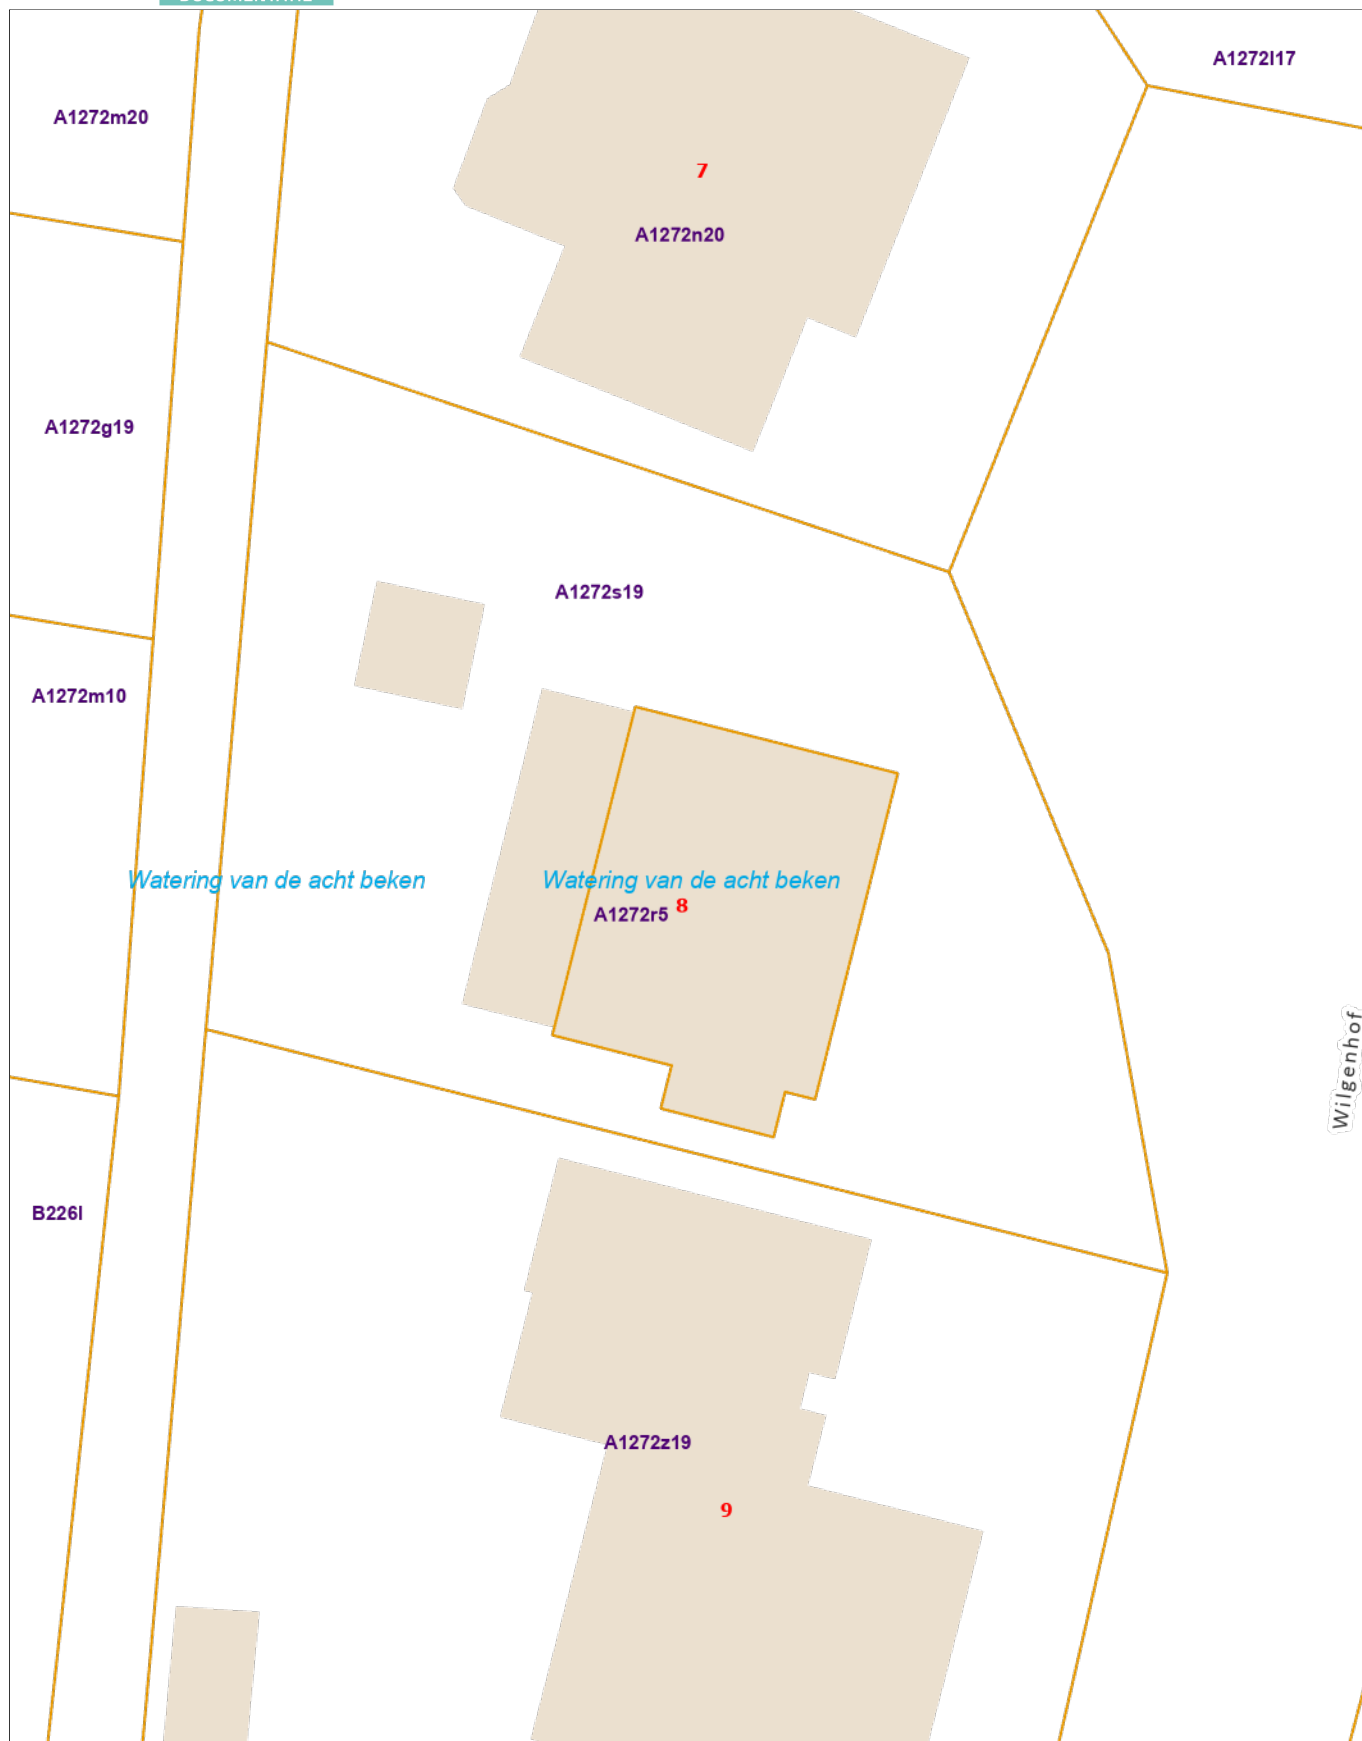 A1272l17
A1272m20
7
A1272n20
A1272g19
A1272s19
A1272m10
Watering van de acht beken
Watering van de acht beken
8
A1272r5
Wilgenhof
B226l
A1272z19
9